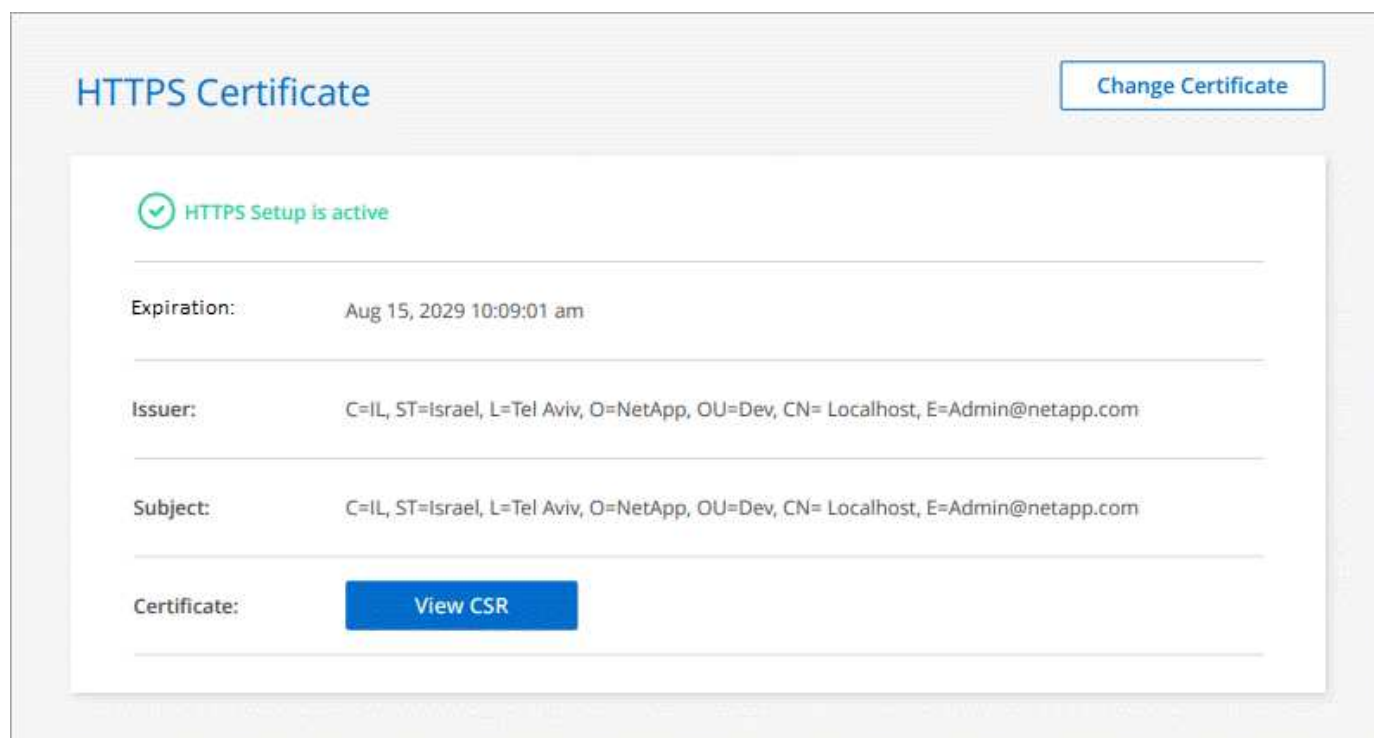 HTTPS Certificate
Change Certificate
HTTPS Setup is active
Expiration: Aug 15, 2029 10:09:01 am
Issuer: C=IL, ST=Israel, L=Tel Aviv, O=NetApp, OU=Dev, CN= Localhost, E=Admin@netapp.com
Subject: C=IL, ST=Israel, L=Tel Aviv, O=NetApp, OU=Dev, CN= Localhost, E=Admin@netapp.com
Certificate: View CSR